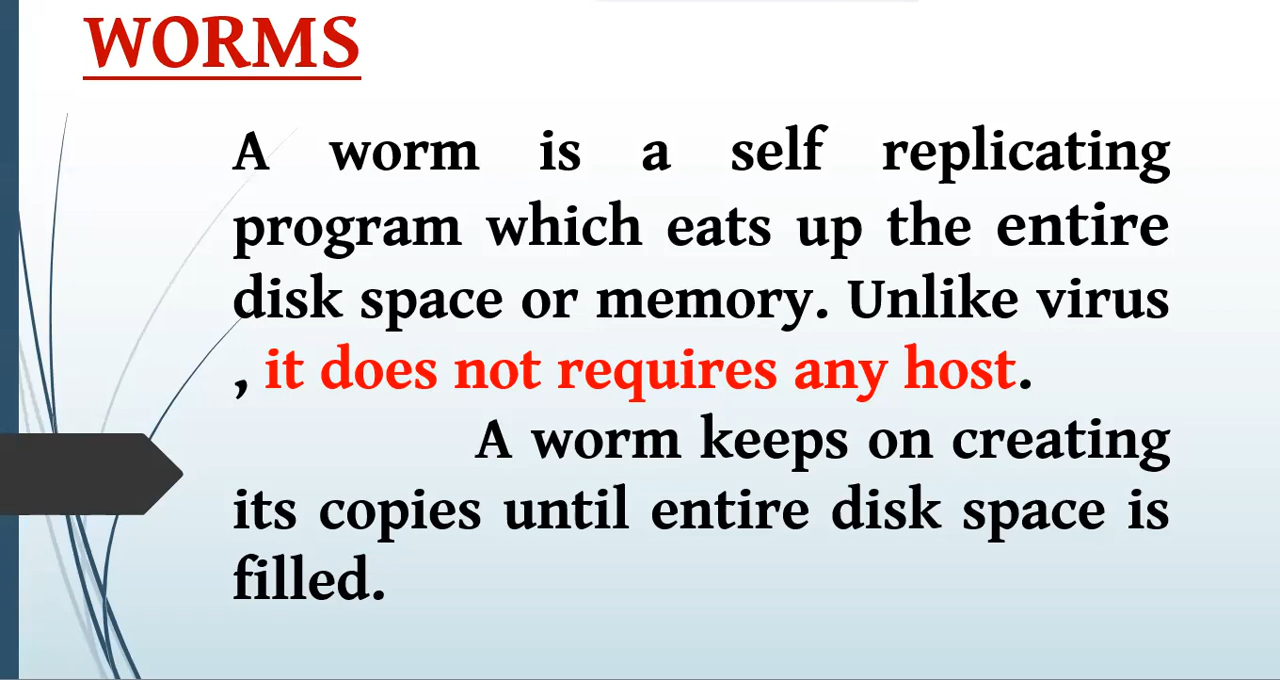 WORMS
A worm is a self replicating
program which eats up the entire
disk space or memory. Unlike virus
, it does not requires any host.
A worm keeps on creating
its copies until entire disk space is
filled.